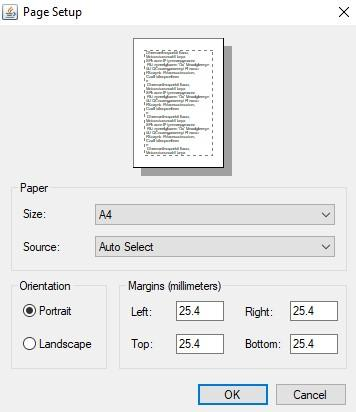 Page Setup
Paper
Size: A4
Source: Auto Select
Orientation
Portrait
Landscape
Margins (millimeters)
Left: 25.4 Right: 25.4
Top: 25.4 Bottom: 25.4
OK Cancel